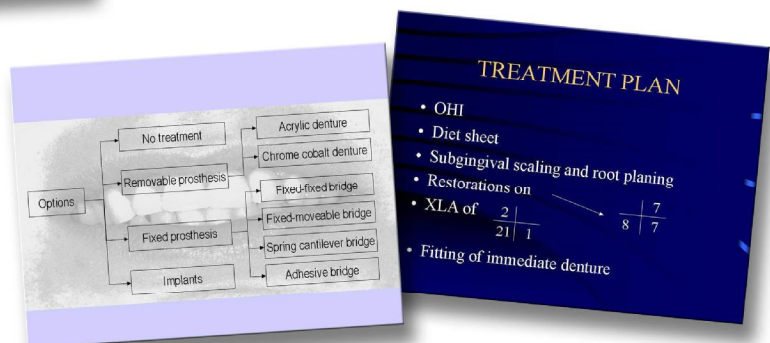 Options
No treatment
Removable prosthesis
Fixed prosthesis
Implants
Acrylic denture
Chrome cobalt denture
Fixed-fixed bridge
Fixed-moveable bridge
Spring cantilever bridge
Adhesive bridge
TREATMENT PLAN
• OHI
• Diet sheet
• Subgingival scaling and root planing
• Restorations on
7
8 7
• XLA of
2
21 1
• Fitting of immediate denture